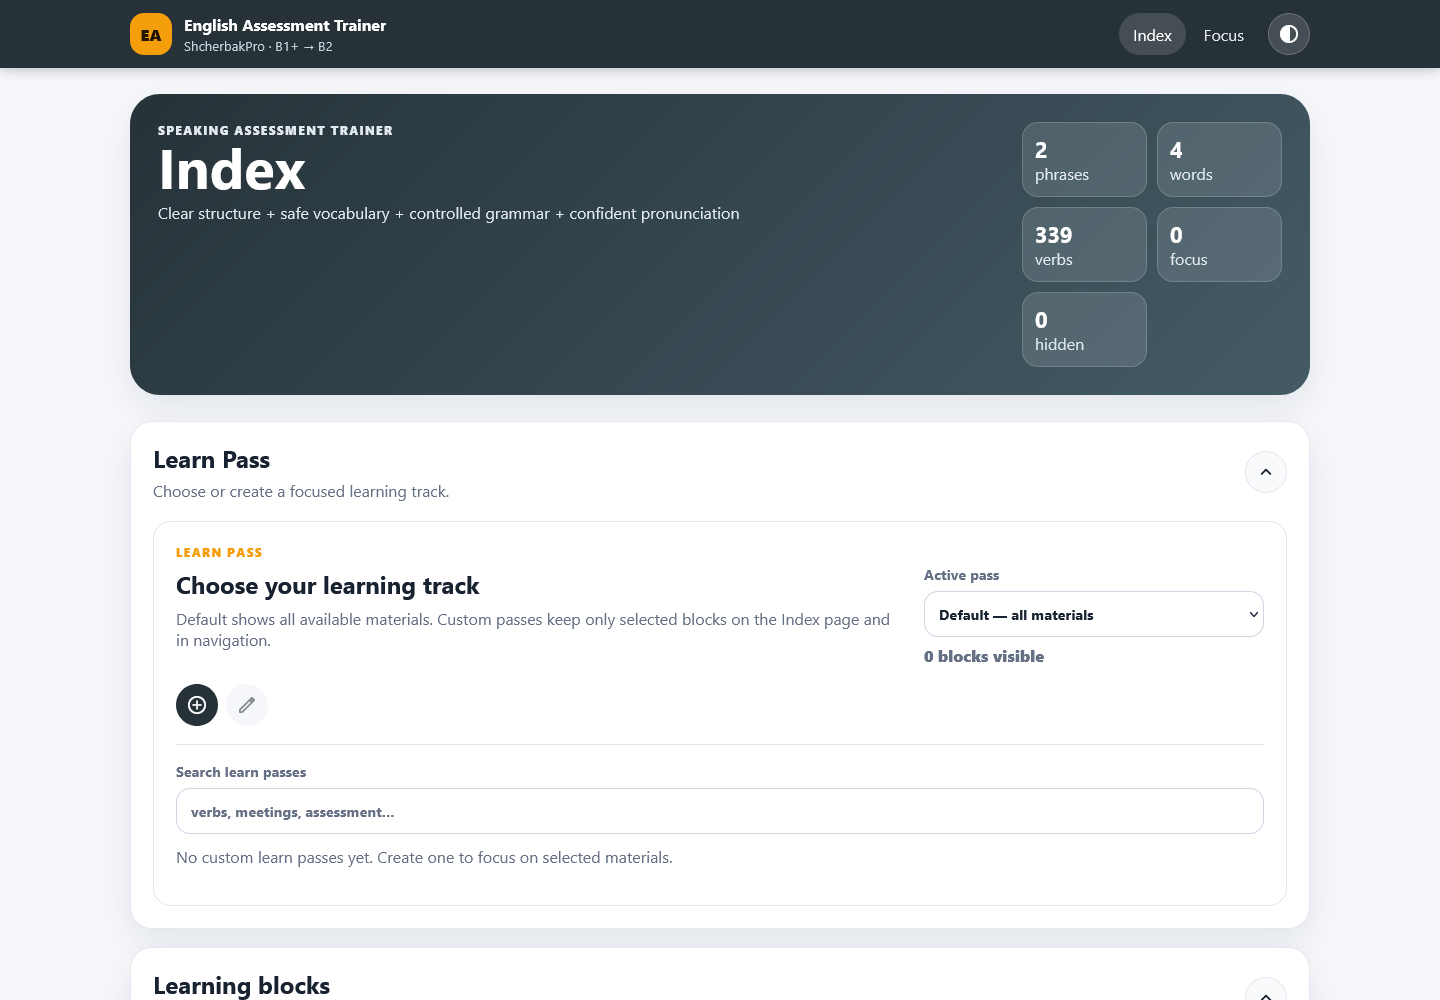 EA
English Assessment Trainer
ShcherbakPro · B1+ → B2
Index
Focus
SPEAKING ASSESSMENT TRAINER
Index
Clear structure + safe vocabulary + controlled grammar + confident pronunciation
2
phrases
4
words
339
verbs
0
focus
0
hidden
Learn Pass
Choose or create a focused learning track.
LEARN PASS
Choose your learning track
Default shows all available materials. Custom passes keep only selected blocks on the Index page and
in navigation.
Active pass
Default — all materials
0 blocks visible
Search learn passes
verbs, meetings, assessment...
No custom learn passes yet. Create one to focus on selected materials.
Learning blocks